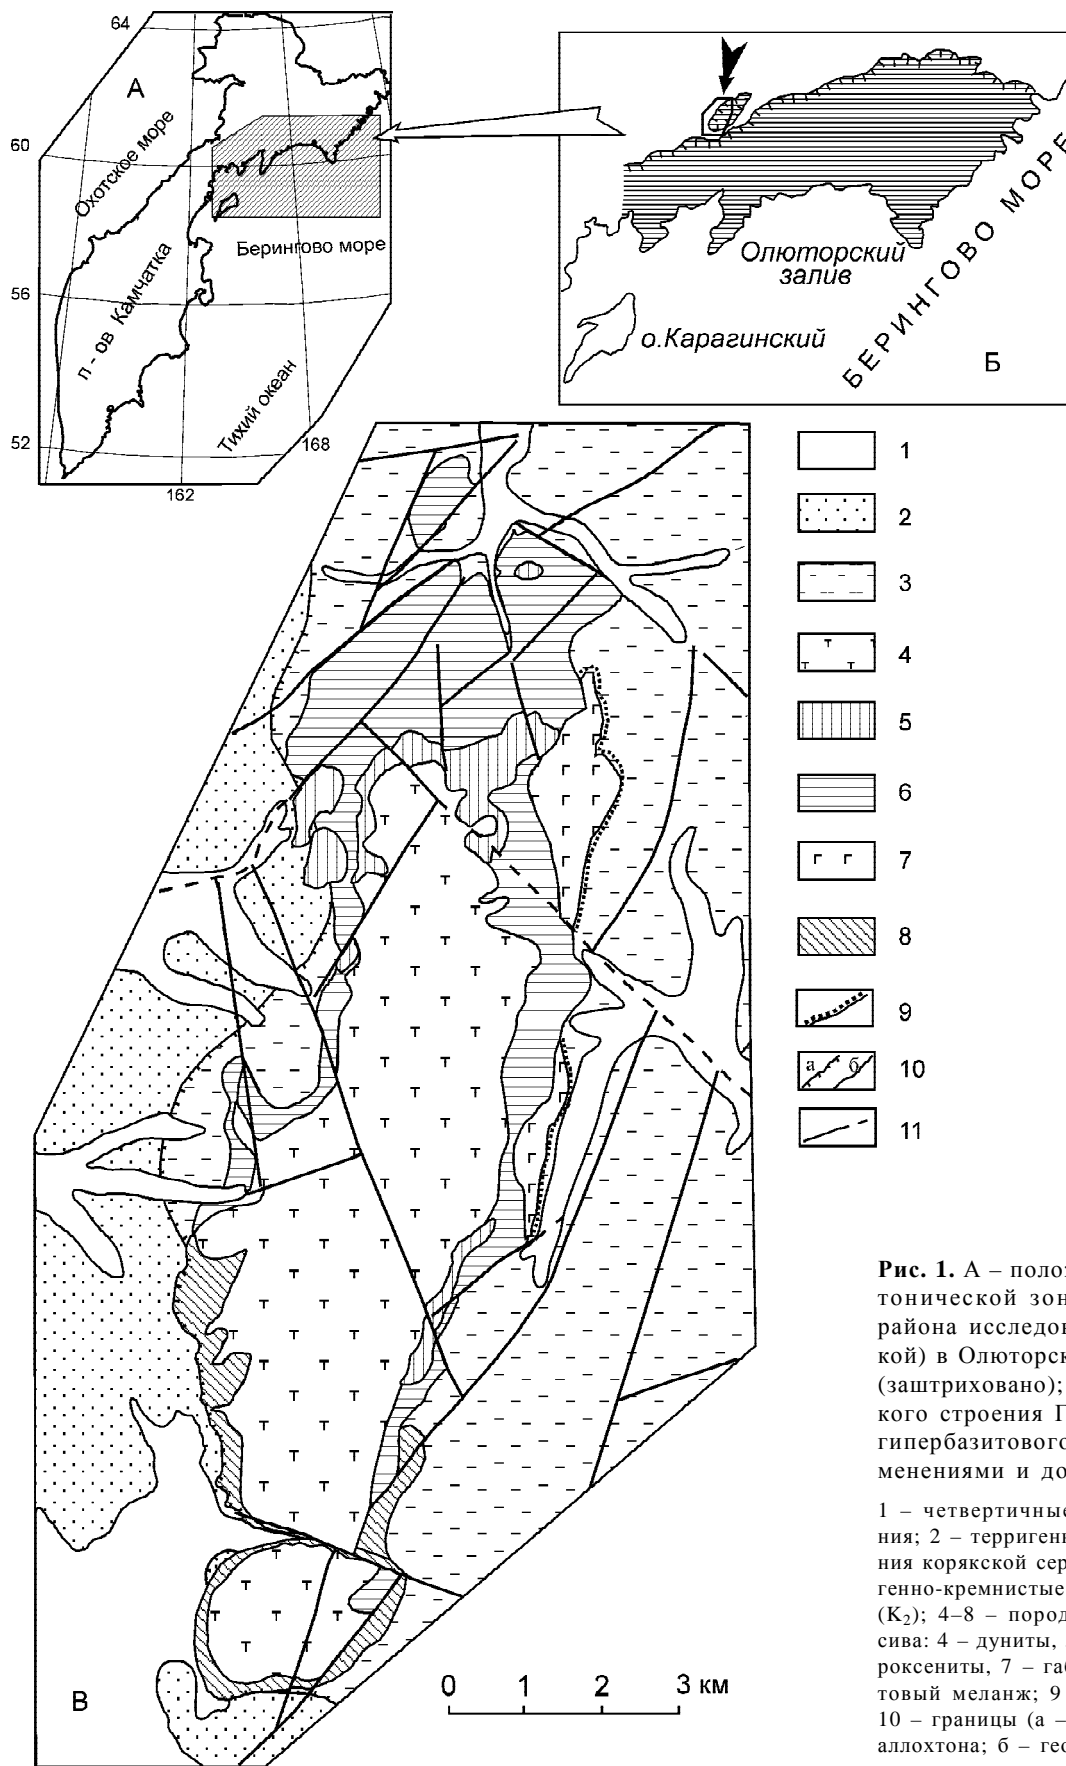 64
А
60
Охотское море
Берингово море
56
п - ов Камчатка
Тихий океан
52
168
162
Олюторский
залив
БЕРИНГОВО МОРЕ
о.Карагинский
Б
1
2
3
4
5
6
7
8
9
а б 10
11
В
0 1 2 3 км
Рис. 1. А – полож
тонической зон
района исследов
кой) в Олюторск
(заштриховано);
кого строения Г
гипербазитового
менениями и до
1 – четвертичные
ния; 2 – терригенн
ния корякской сер
генно-кремнистые
(K₂); 4–8 – пород
сива: 4 – дуниты,
роксениты, 7 – габ
товый меланж; 9
10 – границы (а –
аллохтона; б – гео